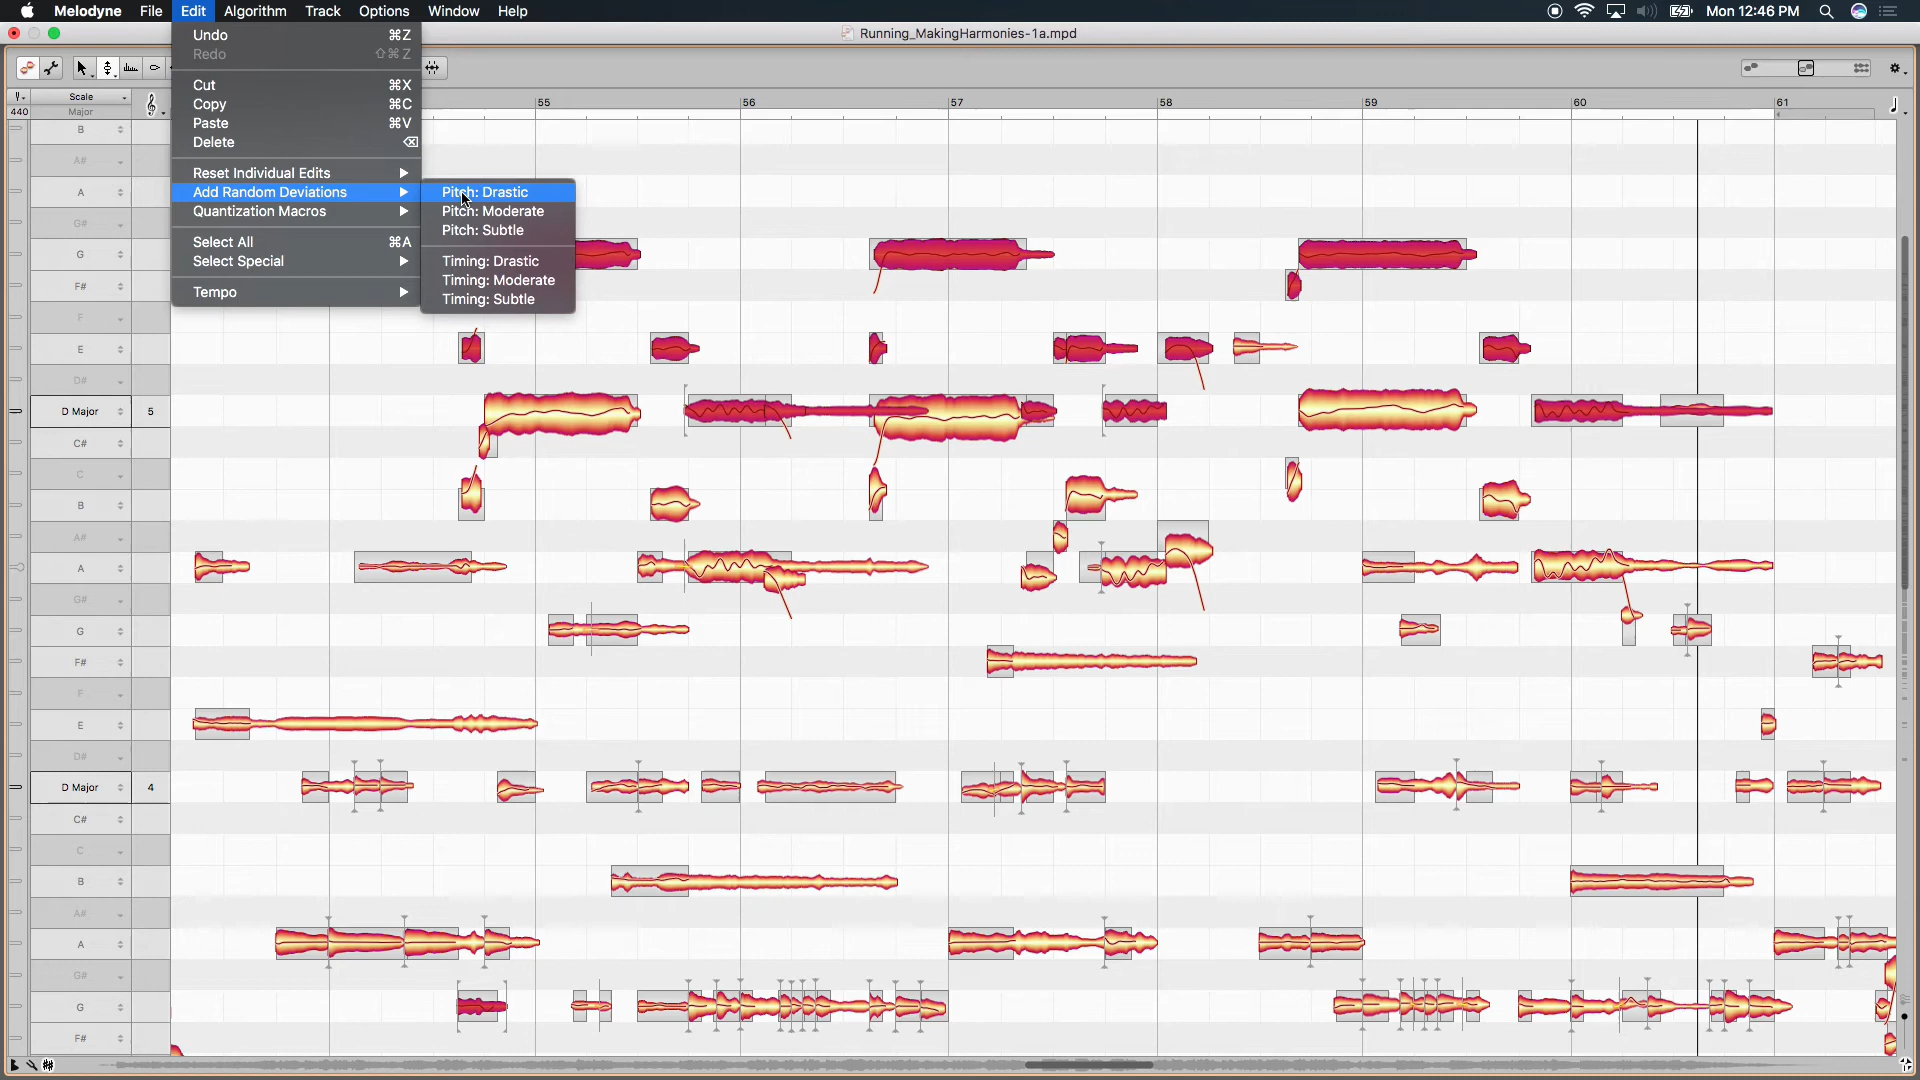 Melodyne File Edit Algorithm Track Options Window Help Mon 12:46 PM
Running_MakingHarmonies-1a.mpd
Undo ⌘Z
Redo ⇧⌘Z
Cut ⌘X
Copy ⌘C
Paste ⌘V
Delete ⌫
Reset Individual Edits
Add Random Deviations
Quantization Macros
Select All ⌘A
Select Special
Tempo
Pitch: Drastic
Pitch: Moderate
Pitch: Subtle
Timing: Drastic
Timing: Moderate
Timing: Subtle
Scale
440 Major
55 56 57 58 59 60 61
B
A#
A
G#
G
F#
F
E
D#
D Major 5
C#
C
B
A#
A
G#
G
F#
F
E
D#
D Major 4
C#
C
B
A#
A
G#
G
F#